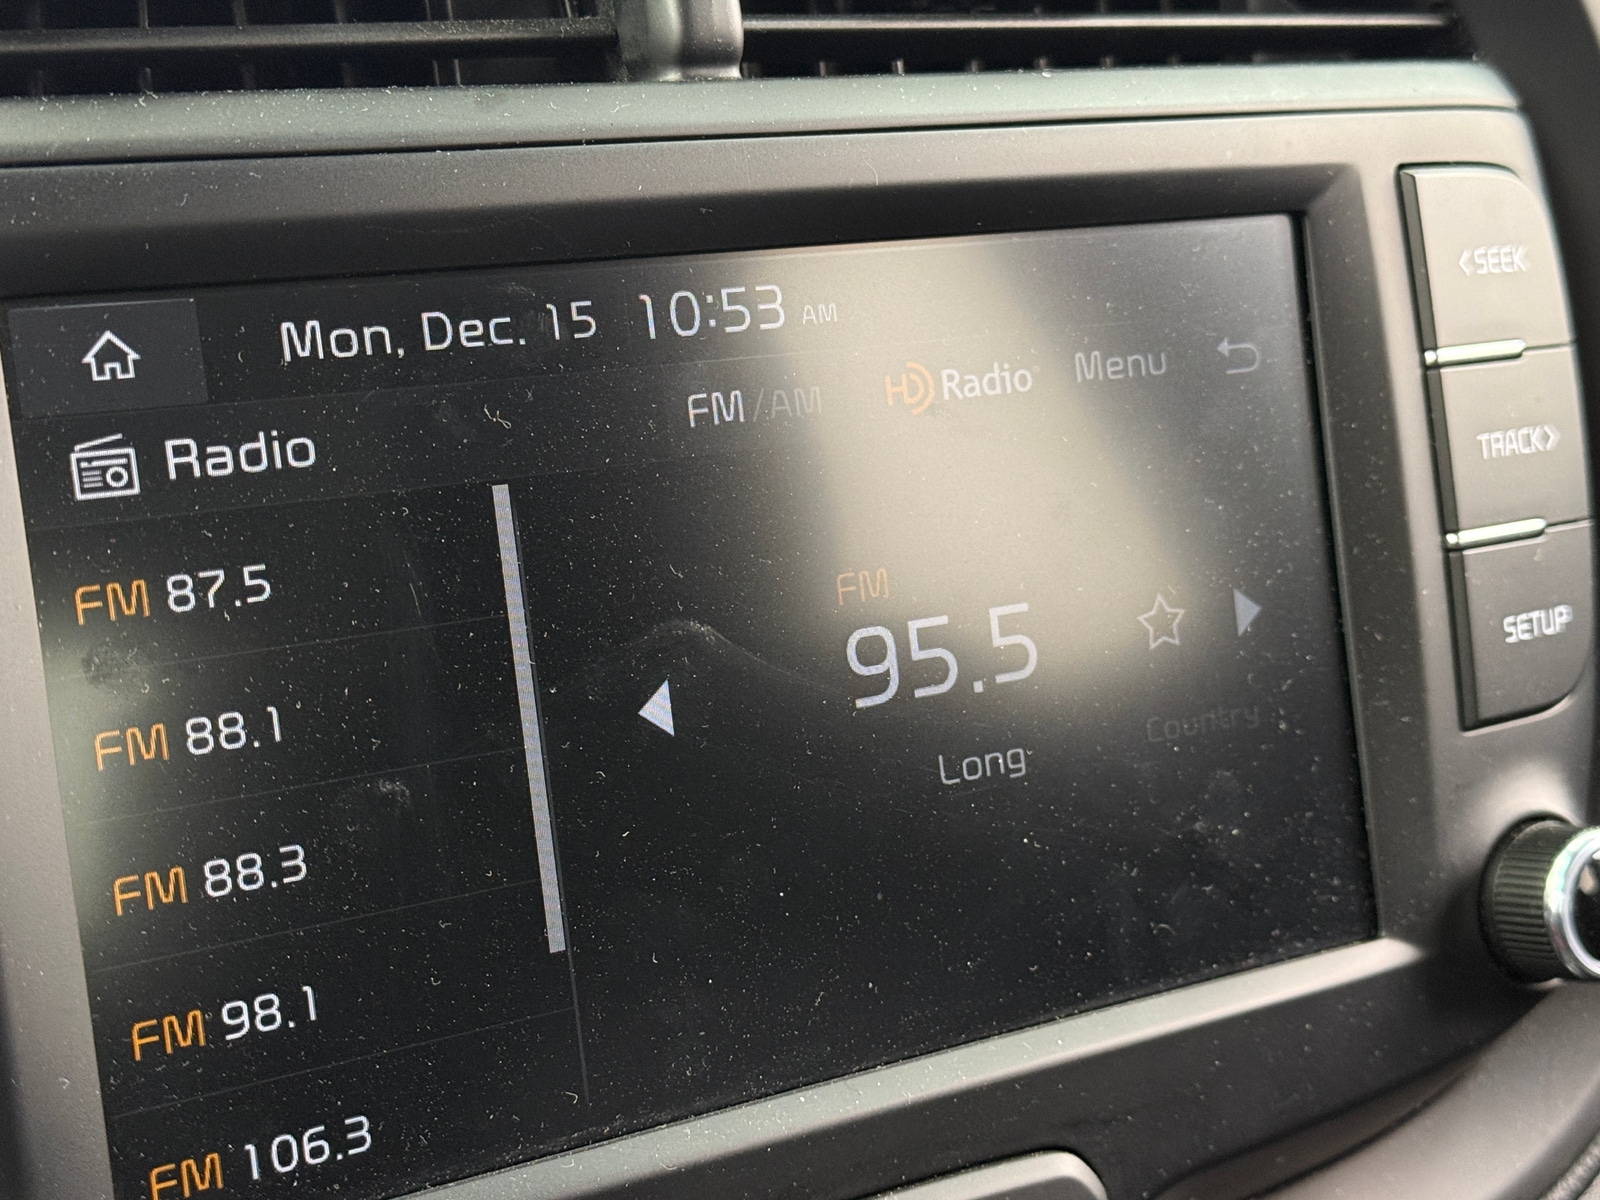 Mon, Dec. 15 10:53 AM
FM/AM HD Radio Menu
Radio
FM 87.5
FM 88.1
FM 88.3
FM 98.1
FM 106.3
FM
95.5
Country
Long
<SEEK
TRACK>
SETUP